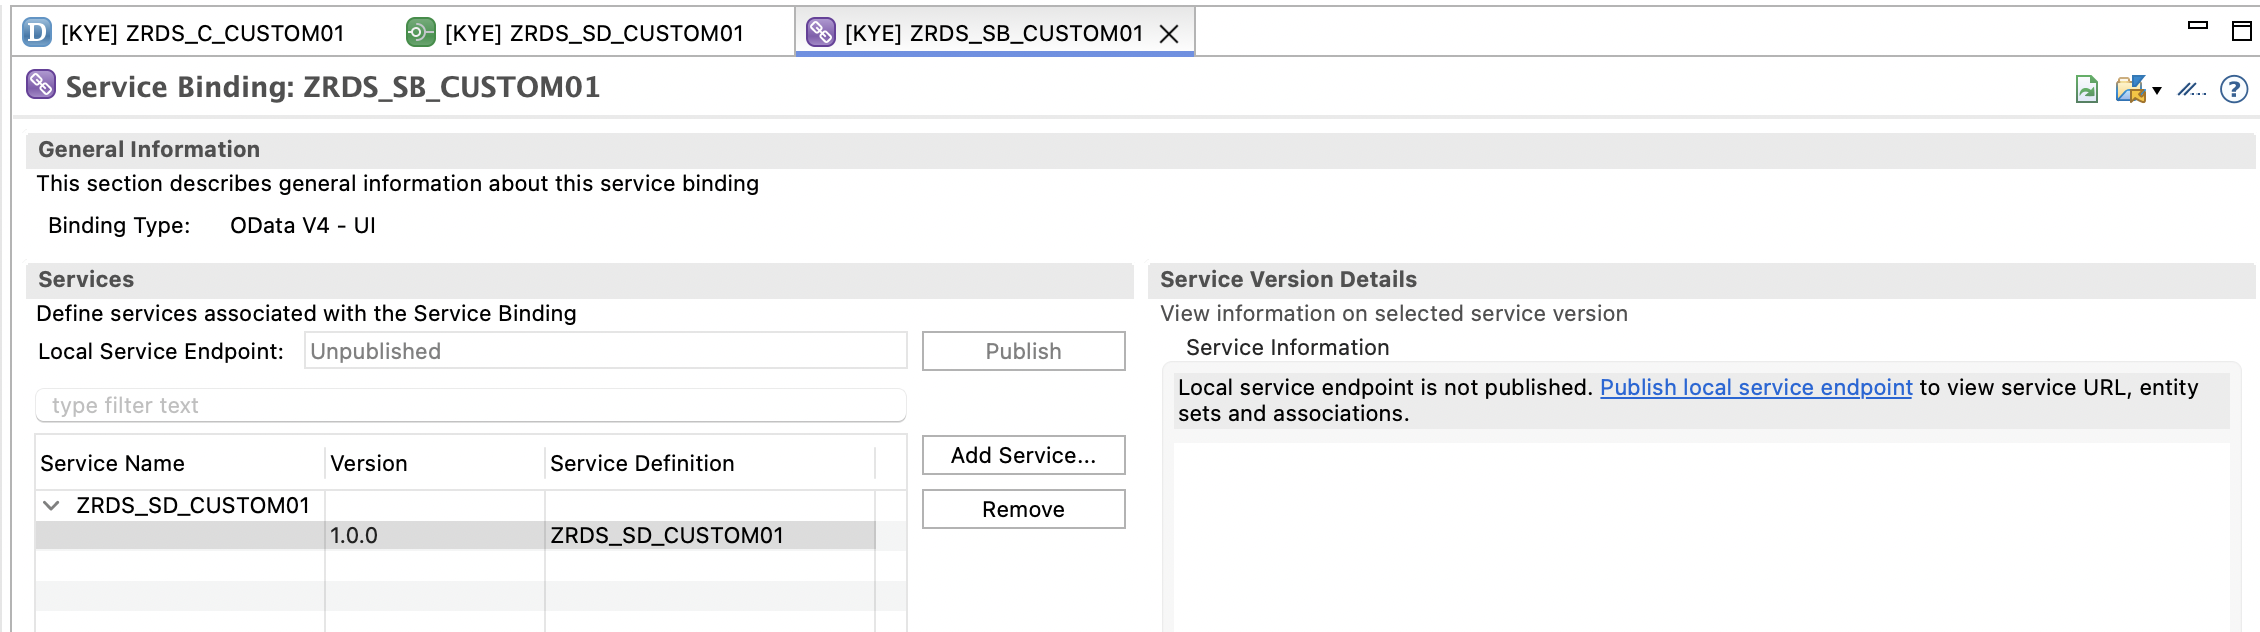 [KYE] ZRDS_C_CUSTOM01 [KYE] ZRDS_SD_CUSTOM01 [KYE] ZRDS_SB_CUSTOM01
Service Binding: ZRDS_SB_CUSTOM01
General Information
This section describes general information about this service binding
Binding Type: OData V4 - UI
Services
Define services associated with the Service Binding
Local Service Endpoint: Unpublished Publish
type filter text
Service Name Version Service Definition
Add Service...
ZRDS_SD_CUSTOM01
Remove
1.0.0 ZRDS_SD_CUSTOM01
Service Version Details
View information on selected service version
Service Information
Local service endpoint is not published. Publish local service endpoint to view service URL, entity
sets and associations.